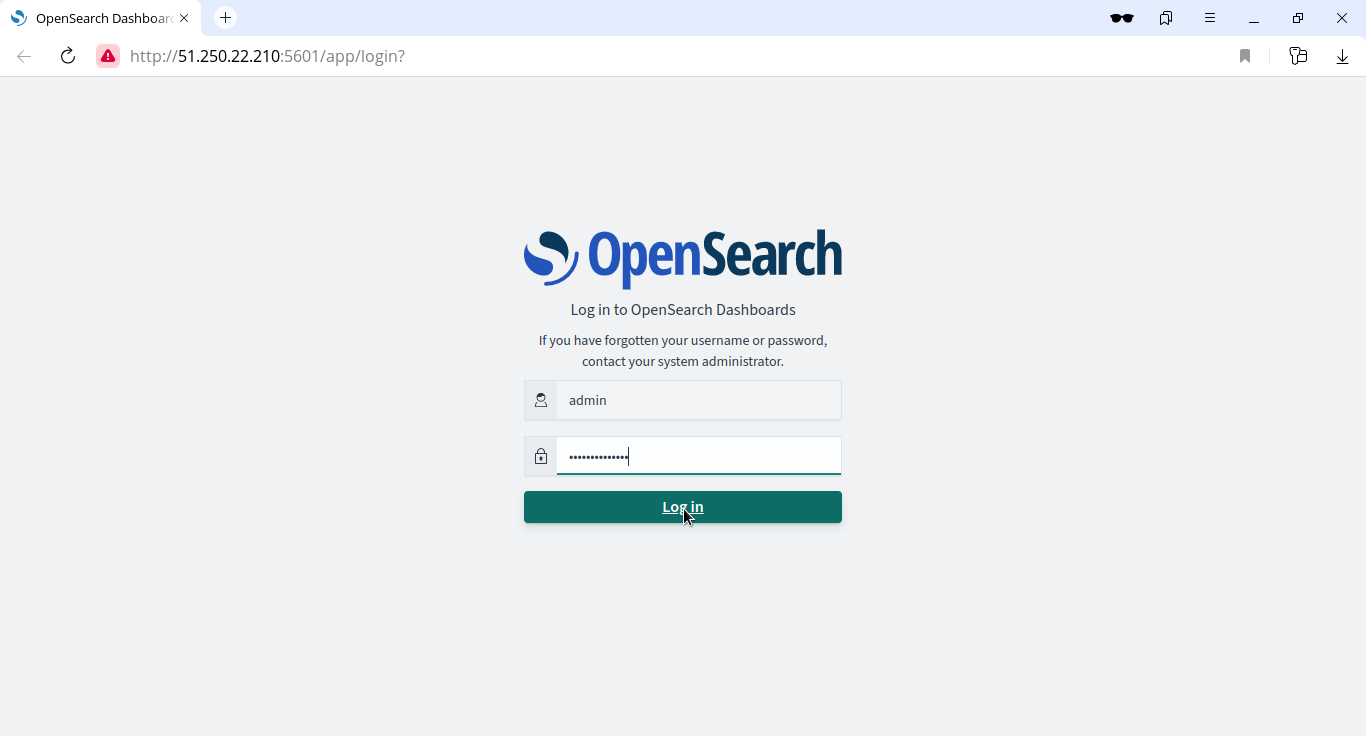 OpenSearch Dashboard
http://51.250.22.210:5601/app/login?
OpenSearch
Log in to OpenSearch Dashboards
If you have forgotten your username or password,
contact your system administrator.
admin
••••••••••••••
Log in